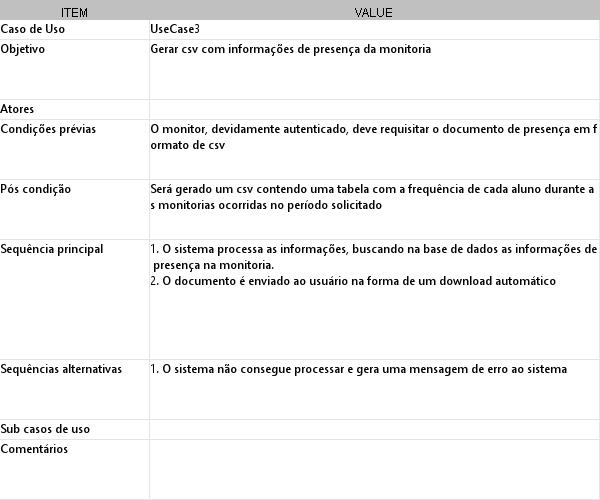 ITEM VALUE
Caso de Uso UseCase3
Objetivo Gerar csv com informações de presença da monitoria
Atores
Condições prévias O monitor, devidamente autenticado, deve requisitar o documento de presença em f
ormato de csv
Pós condição Será gerado um csv contendo uma tabela com a frequência de cada aluno durante a
s monitorias ocorridas no período solicitado
Sequência principal 1. O sistema processa as informações, buscando na base de dados as informações de
presença na monitoria.
2. O documento é enviado ao usuário na forma de um download automático
Sequências alternativas 1. O sistema não consegue processar e gera uma mensagem de erro ao sistema
Sub casos de uso
Comentários